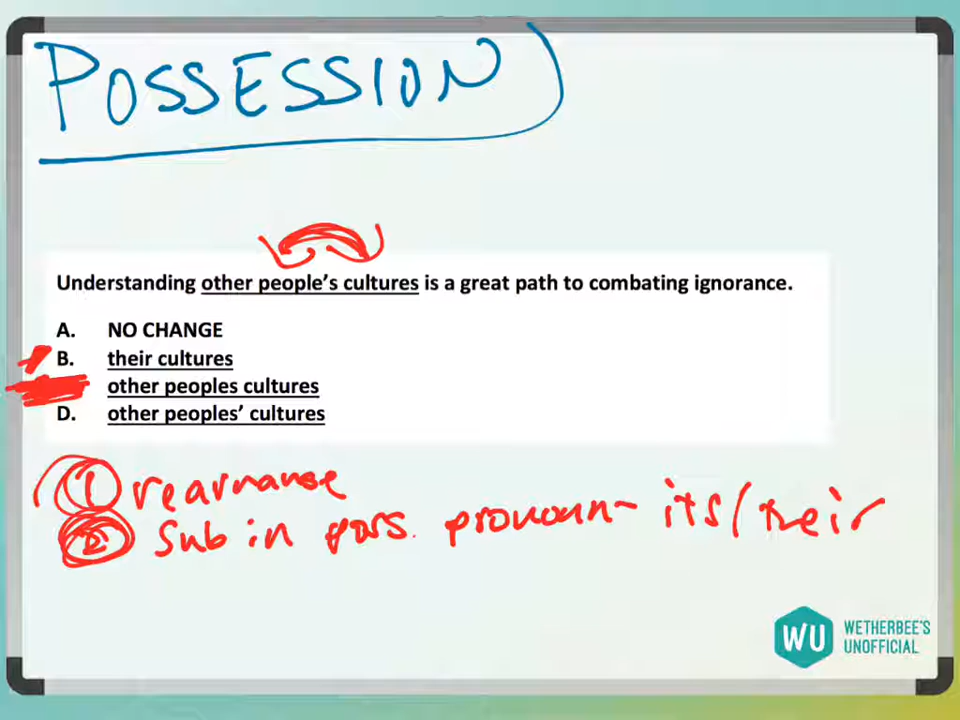 POSSESSION
Understanding other people's cultures is a great path to combating ignorance.
A. NO CHANGE
B. their cultures
other peoples cultures
D. other peoples' cultures
1 rearrange
2 Sub in poss. pronoun- its/their
WU WETHERBEE'S
UNOFFICIAL